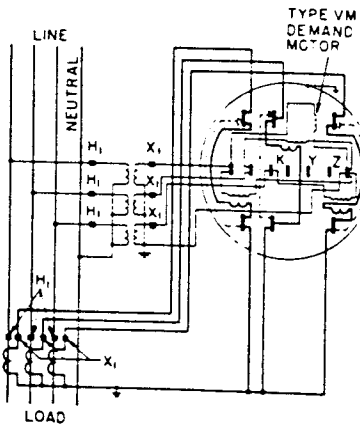 TYPE VM
DEMAND
MOTOR
LINE
NEUTRAL
H1 X1
H1 X1
H1 X1
K Y Z
H1
X1
LOAD